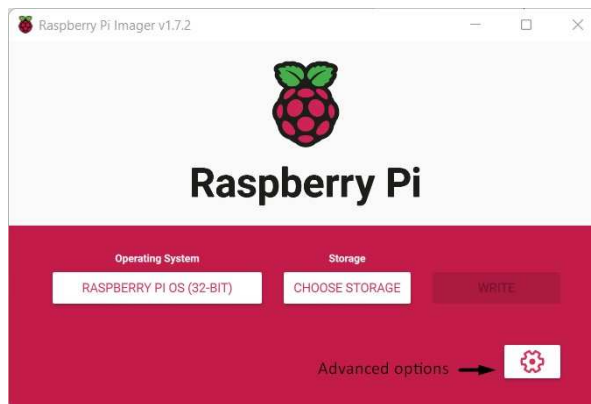 Raspberry Pi Imager v1.7.2
Raspberry Pi
Operating System Storage
RASPBERRY PI OS (32-BIT) CHOOSE STORAGE WRITE
Advanced options